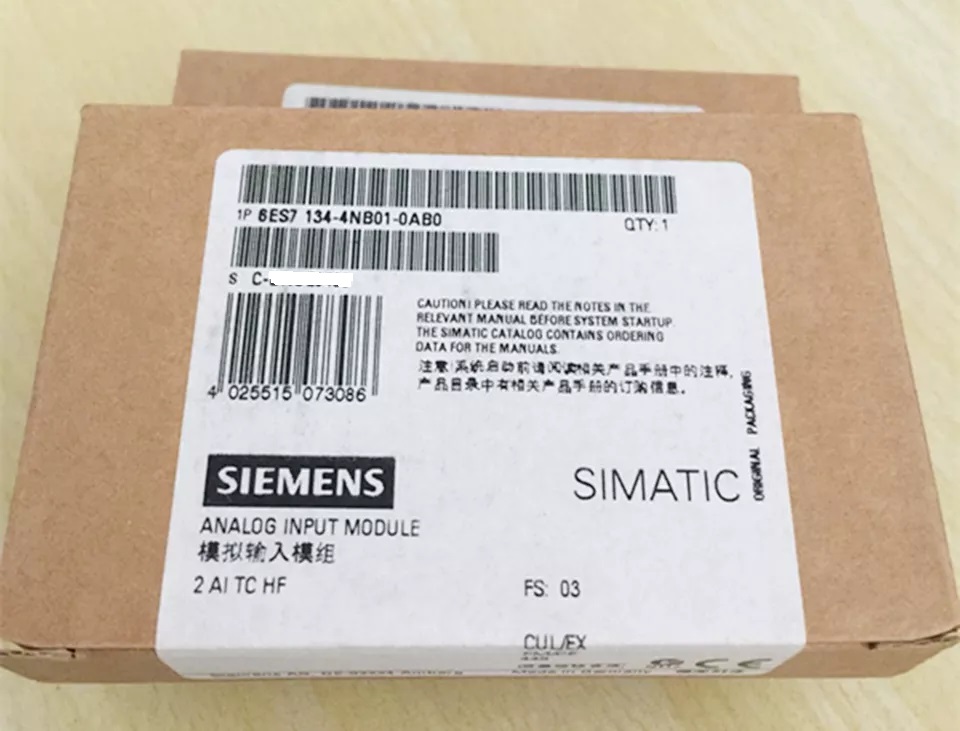 1P 6ES7 134-4NB01-0AB0
QTY: 1
S C-
CAUTION! PLEASE READ THE NOTES IN THE
RELEVANT MANUAL BEFORE SYSTEM STARTUP.
THE SIMATIC CATALOG CONTAINS ORDERING
DATA FOR THE MANUALS.
注意!系统启动前请阅读相关产品手册中的注释,
产品目录中有相关产品手册的订购信息。
4 025515 073086
ORIGINAL PACKAGING
SIEMENS
SIMATIC
ANALOG INPUT MODULE
模拟输入模组
2 AI TC HF
FS: 03
CUL/EX
Made in Germany